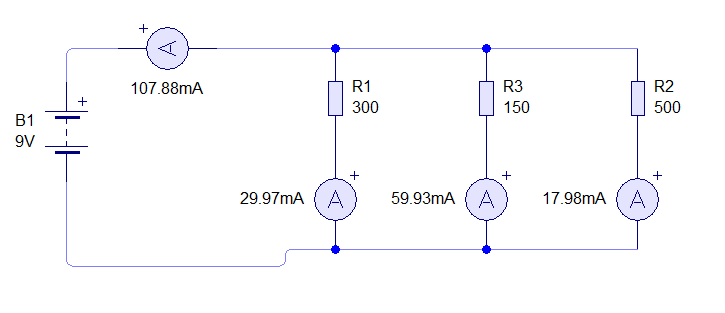 +
A
107.88mA
B1
+
9V
R1
300
R3
150
R2
500
29.97mA
A
+
59.93mA
A
+
17.98mA
A
+